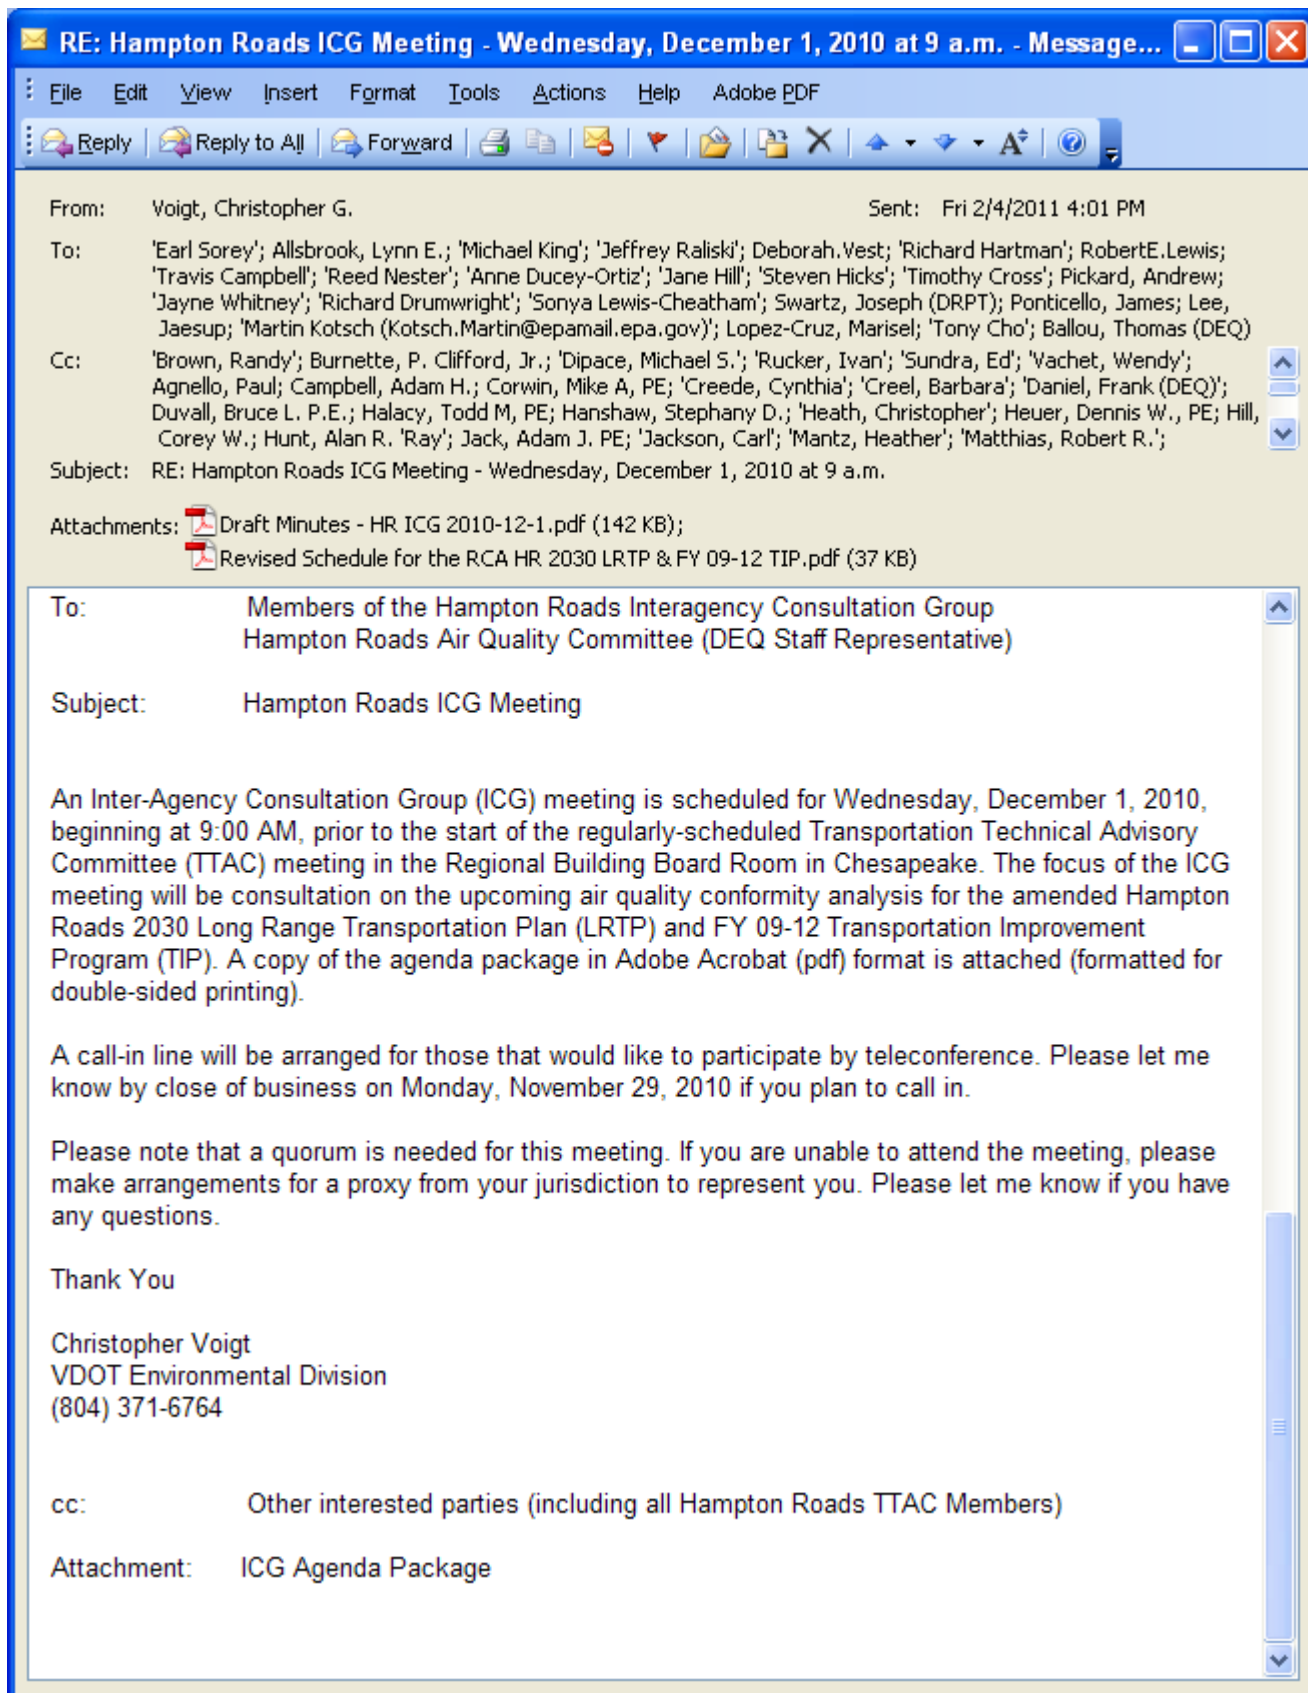 RE: Hampton Roads ICG Meeting - Wednesday, December 1, 2010 at 9 a.m. - Message...
File Edit View Insert Format Tools Actions Help Adobe PDF
Reply Reply to All Forward
From: Voigt, Christopher G. Sent: Fri 2/4/2011 4:01 PM
To: 'Earl Sorey'; Allsbrook, Lynn E.; 'Michael King'; 'Jeffrey Raliski'; Deborah.Vest; 'Richard Hartman'; RobertE.Lewis;
'Travis Campbell'; 'Reed Nester'; 'Anne Ducey-Ortiz'; 'Jane Hill'; 'Steven Hicks'; 'Timothy Cross'; Pickard, Andrew;
'Jayne Whitney'; 'Richard Drumwright'; 'Sonya Lewis-Cheatham'; Swartz, Joseph (DRPT); Ponticello, James; Lee,
Jaesup; 'Martin Kotsch (Kotsch.Martin@epamail.epa.gov)'; Lopez-Cruz, Marisel; 'Tony Cho'; Ballou, Thomas (DEQ)
Cc: 'Brown, Randy'; Burnette, P. Clifford, Jr.; 'Dipace, Michael S.'; 'Rucker, Ivan'; 'Sundra, Ed'; 'Vachet, Wendy';
Agnello, Paul; Campbell, Adam H.; Corwin, Mike A, PE; 'Creede, Cynthia'; 'Creel, Barbara'; 'Daniel, Frank (DEQ)';
Duvall, Bruce L. P.E.; Halacy, Todd M, PE; Hanshaw, Stephany D.; 'Heath, Christopher'; Heuer, Dennis W., PE; Hill,
Corey W.; Hunt, Alan R. 'Ray'; Jack, Adam J. PE; 'Jackson, Carl'; 'Mantz, Heather'; 'Matthias, Robert R.';
Subject: RE: Hampton Roads ICG Meeting - Wednesday, December 1, 2010 at 9 a.m.
Attachments: Draft Minutes - HR ICG 2010-12-1.pdf (142 KB);
Revised Schedule for the RCA HR 2030 LRTP & FY 09-12 TIP.pdf (37 KB)
To: Members of the Hampton Roads Interagency Consultation Group
Hampton Roads Air Quality Committee (DEQ Staff Representative)
Subject: Hampton Roads ICG Meeting
An Inter-Agency Consultation Group (ICG) meeting is scheduled for Wednesday, December 1, 2010,
beginning at 9:00 AM, prior to the start of the regularly-scheduled Transportation Technical Advisory
Committee (TTAC) meeting in the Regional Building Board Room in Chesapeake. The focus of the ICG
meeting will be consultation on the upcoming air quality conformity analysis for the amended Hampton
Roads 2030 Long Range Transportation Plan (LRTP) and FY 09-12 Transportation Improvement
Program (TIP). A copy of the agenda package in Adobe Acrobat (pdf) format is attached (formatted for
double-sided printing).
A call-in line will be arranged for those that would like to participate by teleconference. Please let me
know by close of business on Monday, November 29, 2010 if you plan to call in.
Please note that a quorum is needed for this meeting. If you are unable to attend the meeting, please
make arrangements for a proxy from your jurisdiction to represent you. Please let me know if you have
any questions.
Thank You
Christopher Voigt
VDOT Environmental Division
(804) 371-6764
cc: Other interested parties (including all Hampton Roads TTAC Members)
Attachment: ICG Agenda Package